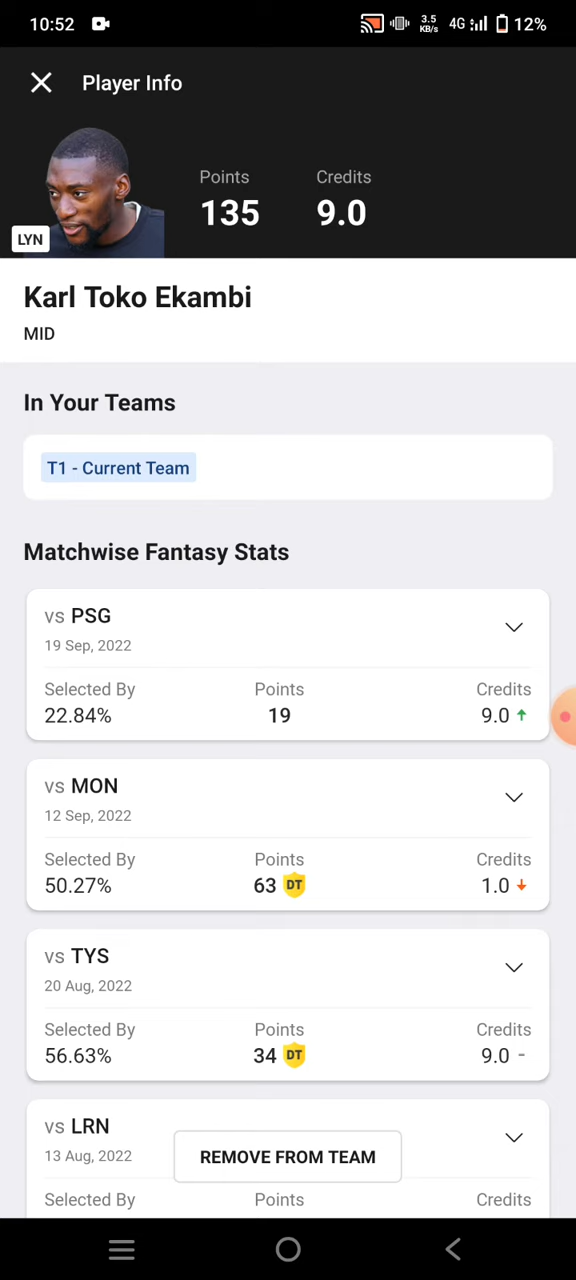 10:52 3.5 KB/s 4G 12%
Player Info
Points Credits
135 9.0
LYN
Karl Toko Ekambi
MID
In Your Teams
T1 - Current Team
Matchwise Fantasy Stats
vs PSG
19 Sep, 2022
Selected By Points Credits
22.84% 19 9.0
vs MON
12 Sep, 2022
Selected By Points Credits
50.27% 63 DT 1.0
vs TYS
20 Aug, 2022
Selected By Points Credits
56.63% 34 DT 9.0 -
vs LRN
13 Aug, 2022
REMOVE FROM TEAM
Selected By Points Credits